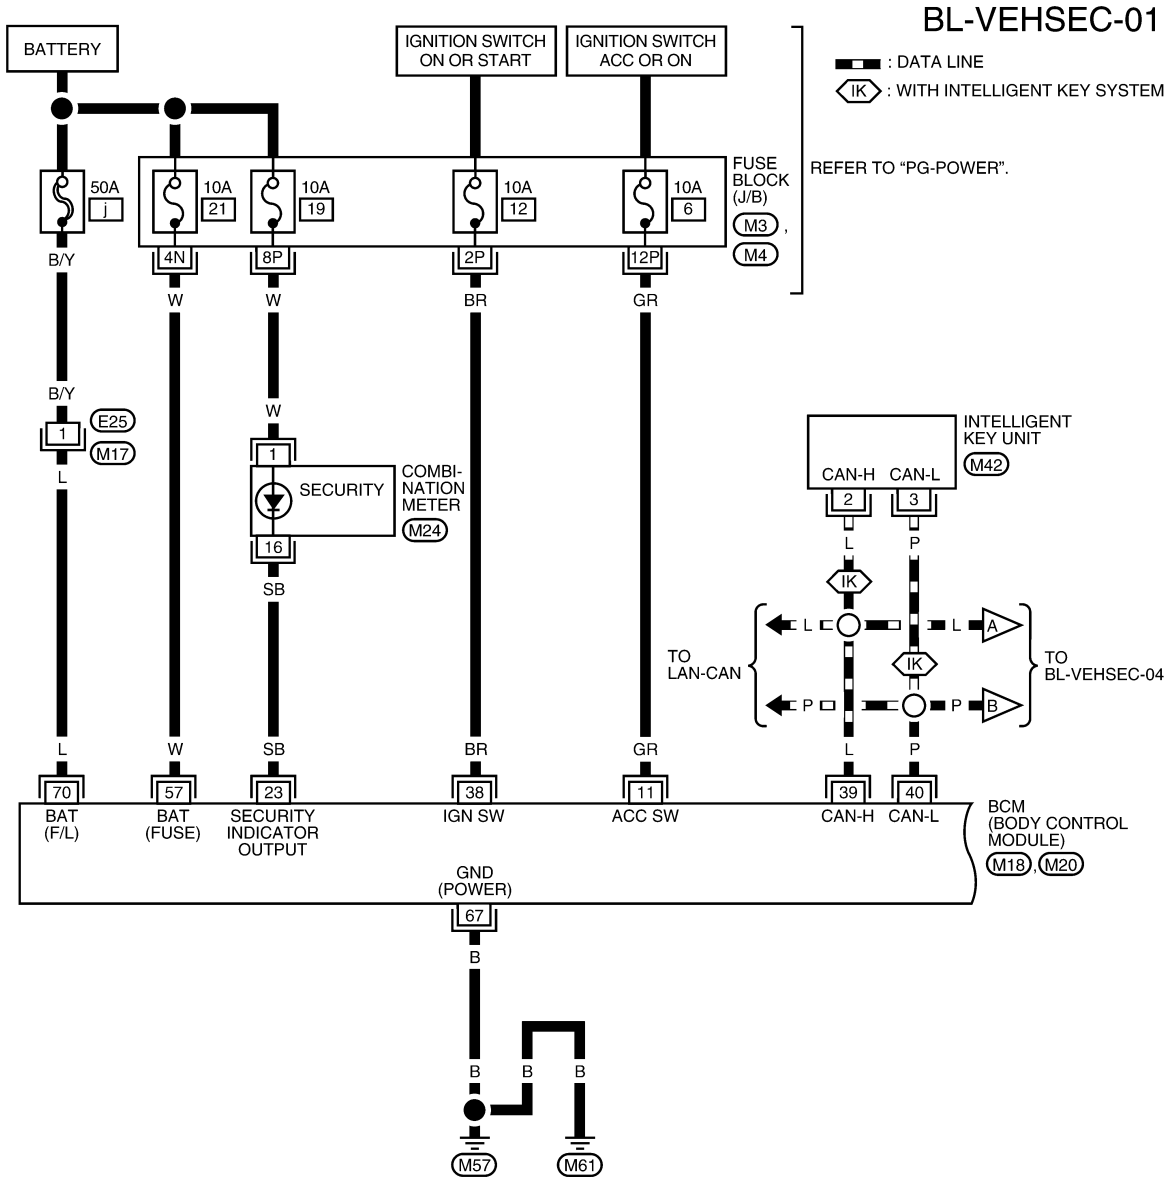 BL-VEHSEC-01
BATTERY
IGNITION SWITCH
ON OR START
IGNITION SWITCH
ACC OR ON
: DATA LINE
IK : WITH INTELLIGENT KEY SYSTEM
REFER TO “PG-POWER”.
FUSE
BLOCK
(J/B)
M3 ,
M4
50A
j
10A
21
10A
19
10A
12
10A
6
4N
8P
2P
12P
B/Y
W
W
BR
GR
B/Y
W
1
E25
M17
L
1
SECURITY
COMBI-
NATION
METER
M24
16
SB
INTELLIGENT
KEY UNIT
M42
CAN-H
CAN-L
2
3
L
P
IK
L
L
A
IK
TO
LAN-CAN
TO
BL-VEHSEC-04
P
P
B
L
W
SB
BR
GR
L
P
70
57
23
38
11
39
40
BAT
(F/L)
BAT
(FUSE)
SECURITY
INDICATOR
OUTPUT
IGN SW
ACC SW
CAN-H
CAN-L
BCM
(BODY CONTROL
MODULE)
M18 , M20
GND
(POWER)
67
B
B
B
B
M57
M61